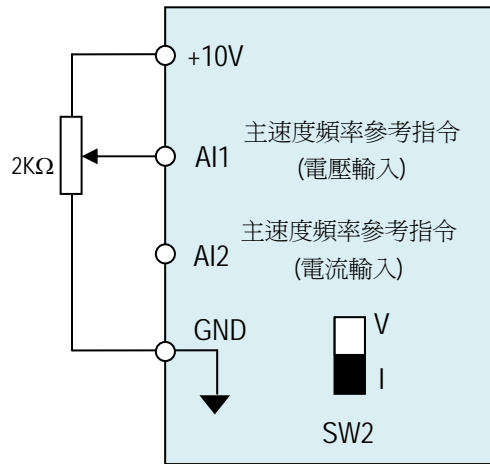 +10V
2KΩ
AI1
主速度頻率參考指令
(電壓輸入)
AI2
主速度頻率參考指令
(電流輸入)
GND
V
I
SW2